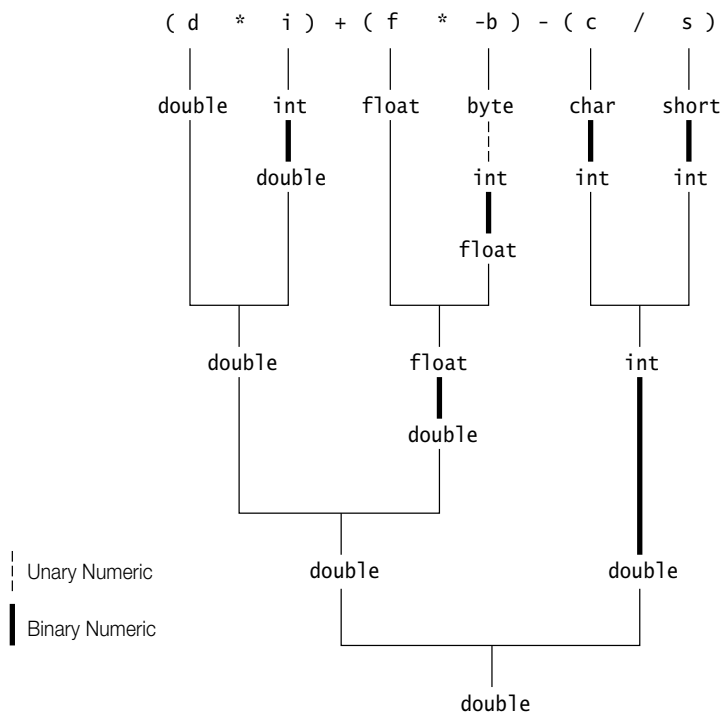 ( d * i ) + ( f * -b ) - ( c / s )
double int float byte char short
double int int int
float
double float int
double
Unary Numeric double double
Binary Numeric
double